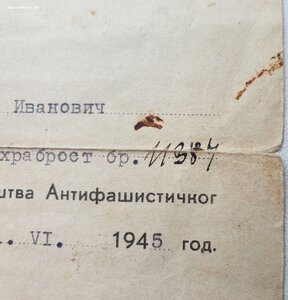 Иванович
храброст бр.
штва Антифашистичког
. VI. 1945 год.